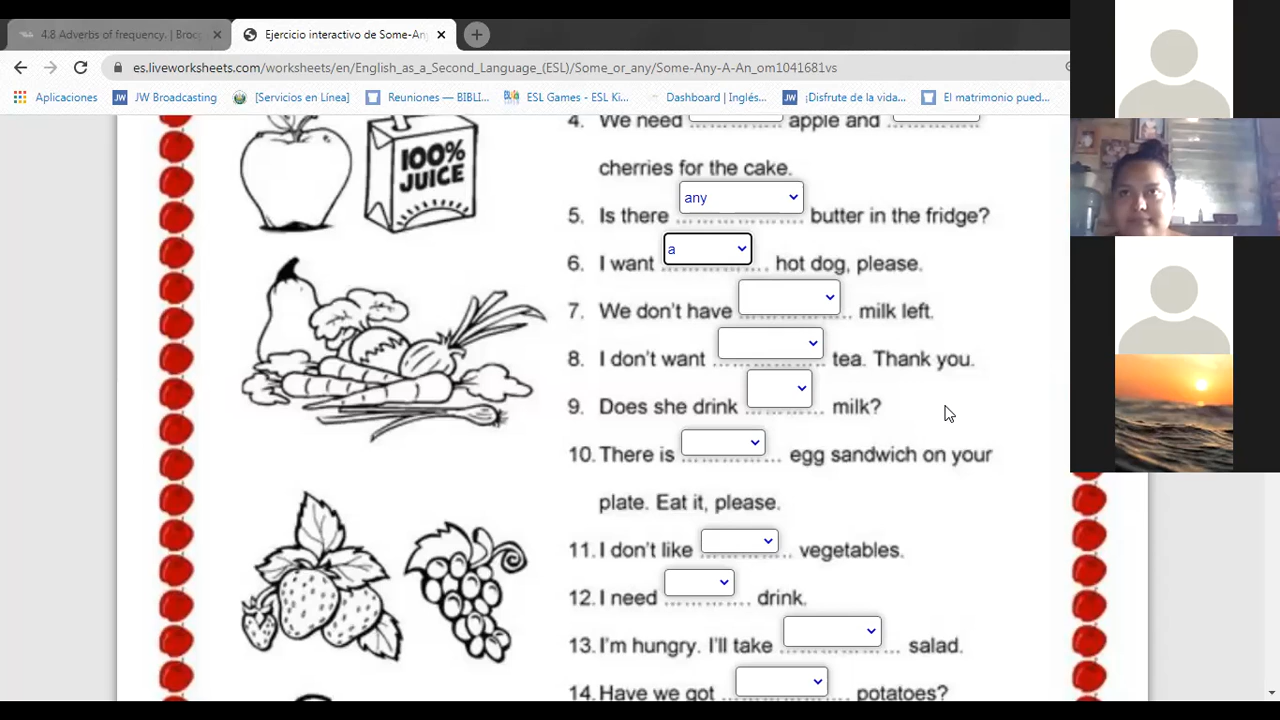 4.8 Adverbs of frequency. | Broo
Ejercicio interactivo de Some-An
es.liveworksheets.com/worksheets/en/English_as_a_Second_Language_(ESL)/Some_or_any/Some-Any-A-An_om1041681vs
Aplicaciones JW Broadcasting [Servicios en Línea] Reuniones — BIBLI... ESL Games - ESL Ki... Dashboard | Inglés,... ¡Disfrute de la vida... El matrimonio pued...
100% JUICE
4. We need apple and
cherries for the cake.
5. Is there any butter in the fridge?
6. I want a hot dog, please.
7. We don't have milk left.
8. I don't want tea. Thank you.
9. Does she drink milk?
10. There is egg sandwich on your
plate. Eat it, please.
11. I don't like vegetables.
12. I need drink.
13. I'm hungry. I'll take salad.
14. Have we got potatoes?